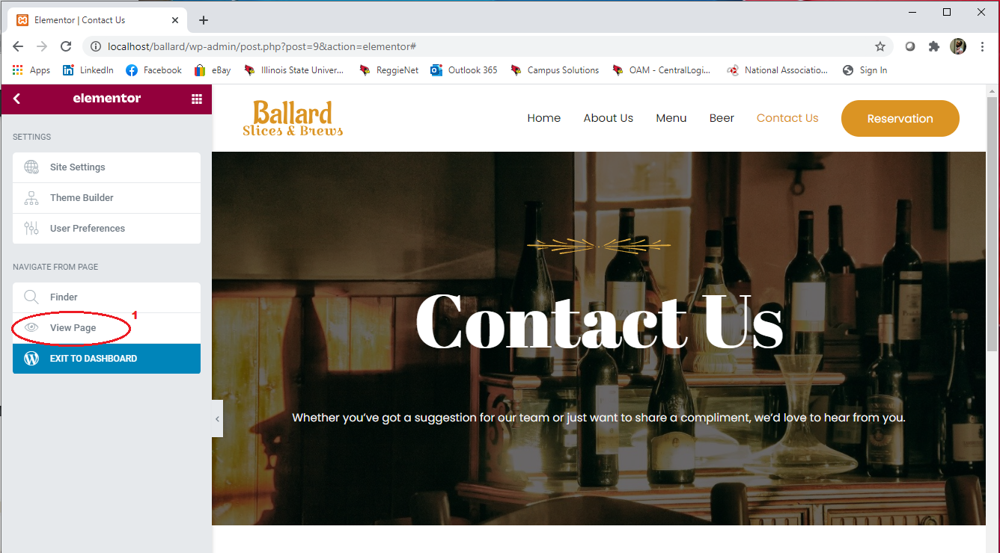 Elementor | Contact Us
localhost/ballard/wp-admin/post.php?post=9&action=elementor#
Apps LinkedIn Facebook eBay Illinois State Univer... ReggieNet Outlook 365 Campus Solutions OAM - CentralLogi... National Associatio... Sign In
elementor
SETTINGS
Site Settings
Theme Builder
User Preferences
NAVIGATE FROM PAGE
Finder
1
View Page
EXIT TO DASHBOARD
Ballard
Slices & Brews
Home About Us Menu Beer Contact Us Reservation
Contact Us
Whether you’ve got a suggestion for our team or just want to share a compliment, we’d love to hear from you.